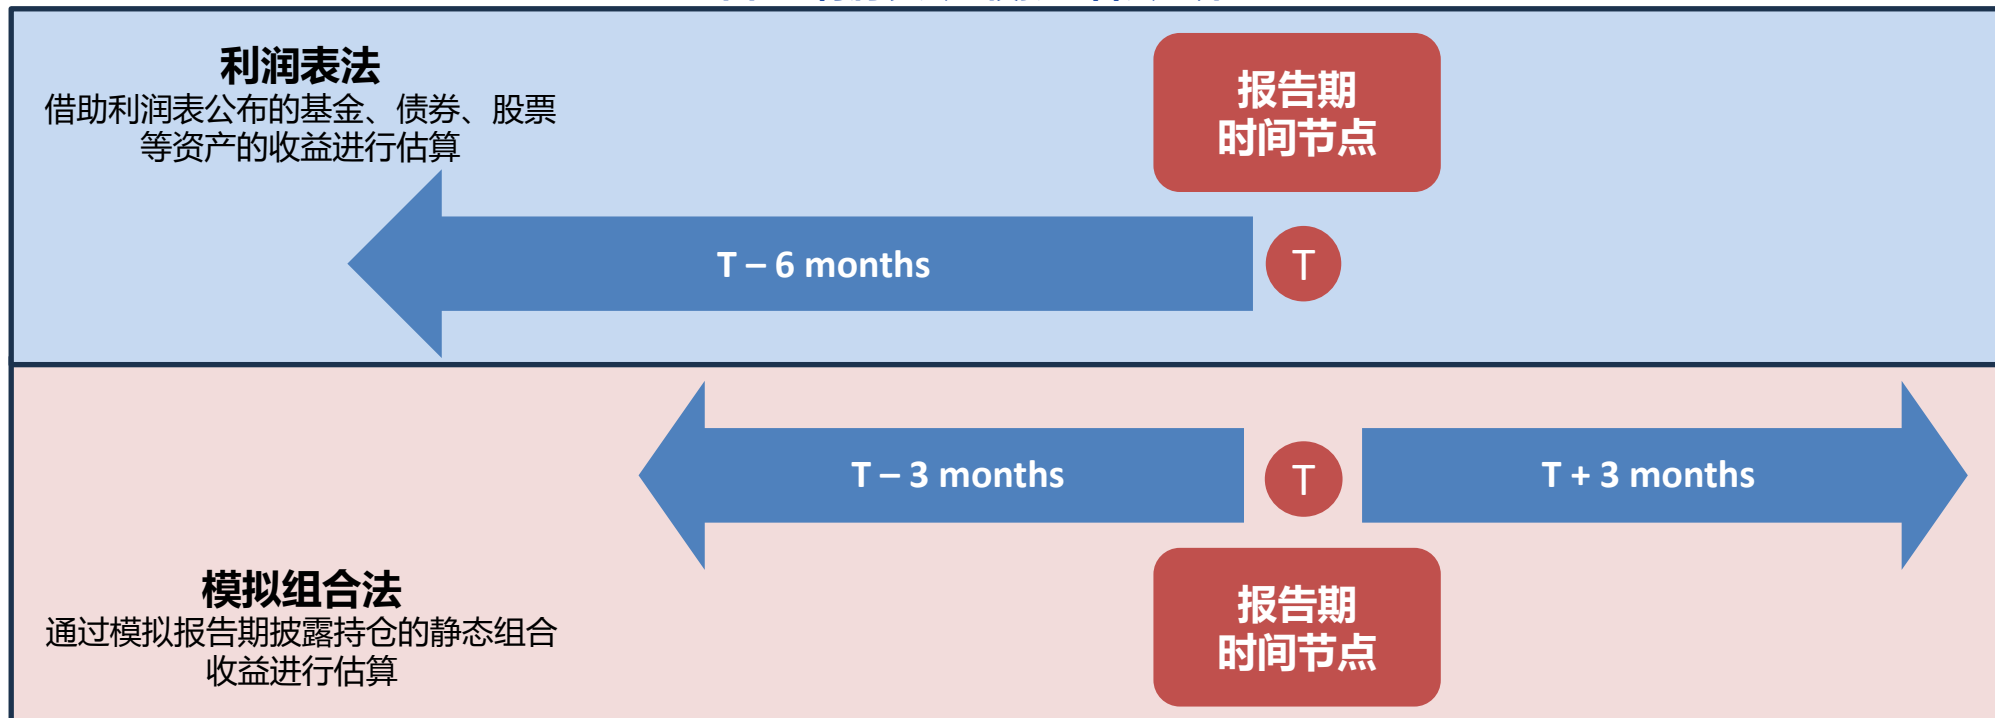 利润表法
借助利润表公布的基金、债券、股票
等资产的收益进行估算
报告期
时间节点
T – 6 months
T
T – 3 months
T
T + 3 months
模拟组合法
通过模拟报告期披露持仓的静态组合
收益进行估算
报告期
时间节点